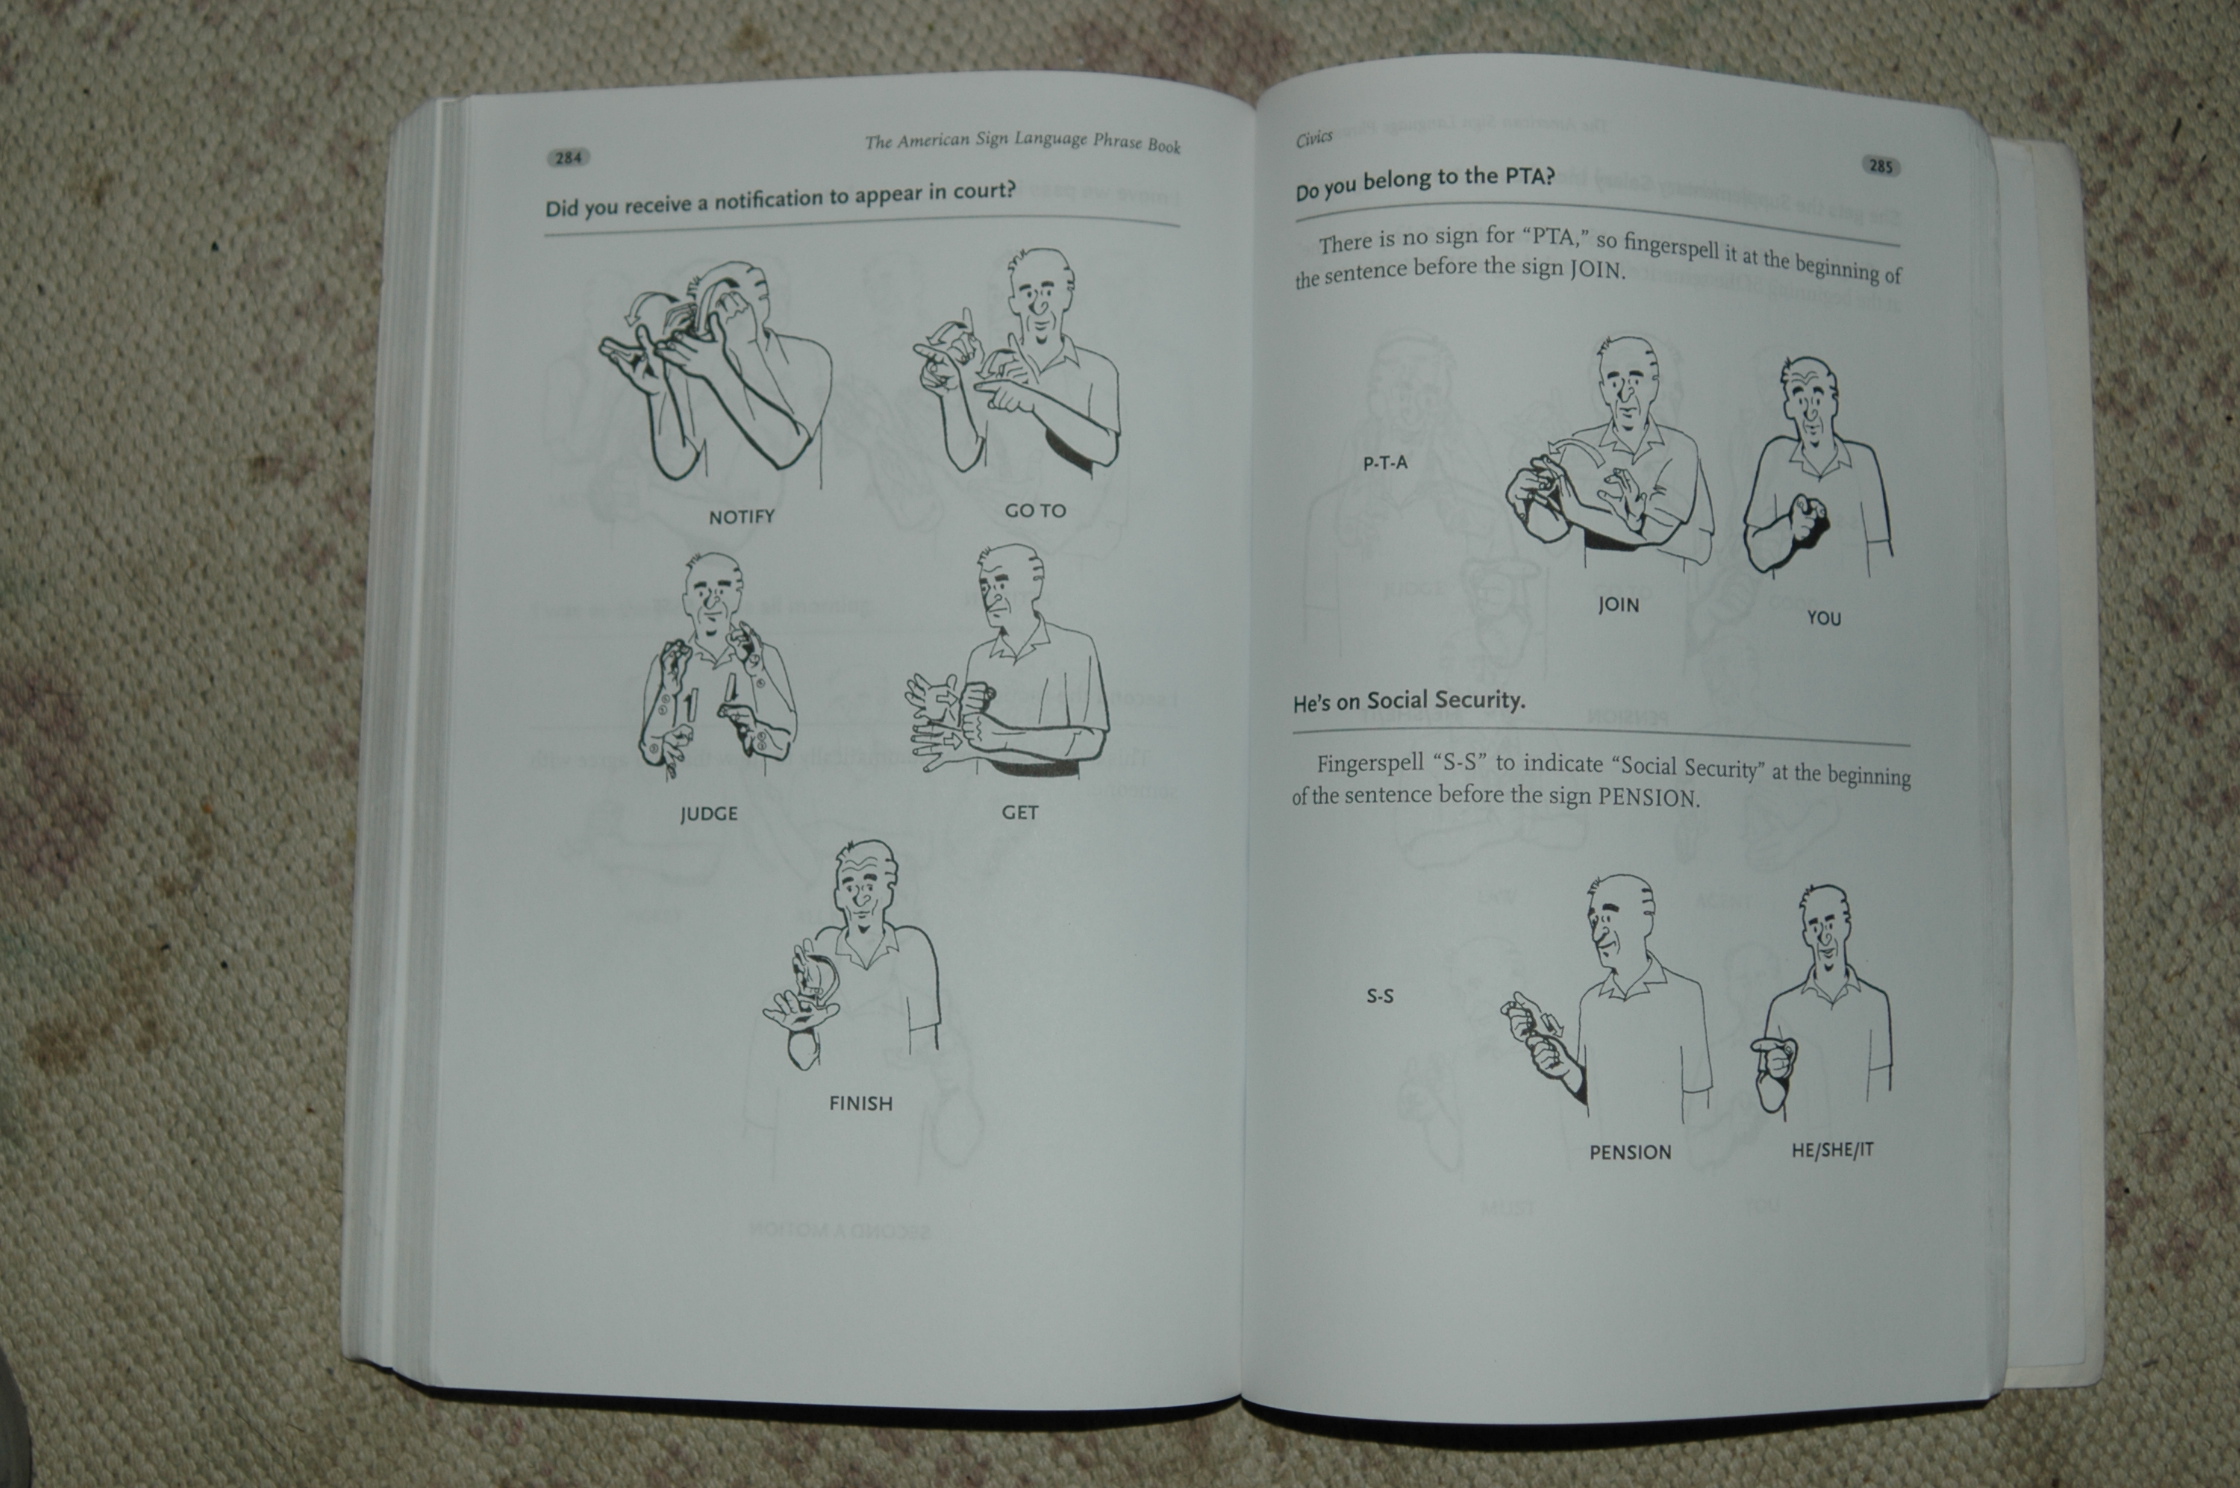 284
The American Sign Language Phrase Book
Did you receive a notification to appear in court?
NOTIFY
GO TO
JUDGE
GET
FINISH
Civics
285
Do you belong to the PTA?
There is no sign for “PTA,” so fingerspell it at the beginning of
the sentence before the sign JOIN.
P-T-A
JOIN
YOU
He's on Social Security.
Fingerspell “S-S” to indicate “Social Security” at the beginning
of the sentence before the sign PENSION.
S-S
PENSION
HE/SHE/IT